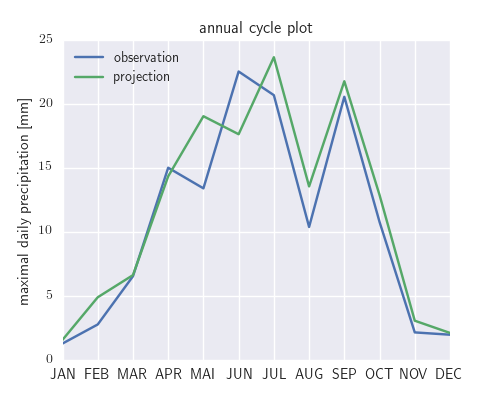 annual cycle plot
observation
projection
maximal daily precipitation [mm]
25
20
15
10
5
0
JAN FEB MAR APR MAI JUN JUL AUG SEP OCT NOV DEC